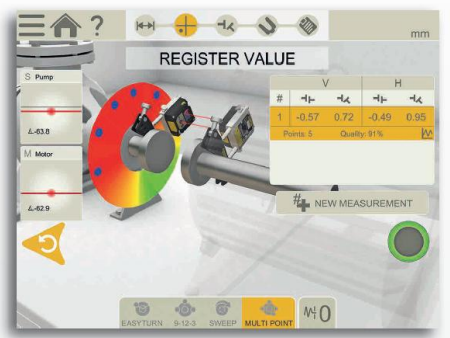 ?
mm
REGISTER VALUE
S Pump
-63.8
M Motor
-62.9
V H
#
1 -0.57 0.72 -0.49 0.95
Points: 5 Quality: 91%
# NEW MEASUREMENT
EASYTURN 9-12-3 SWEEP MULTI POINT
0